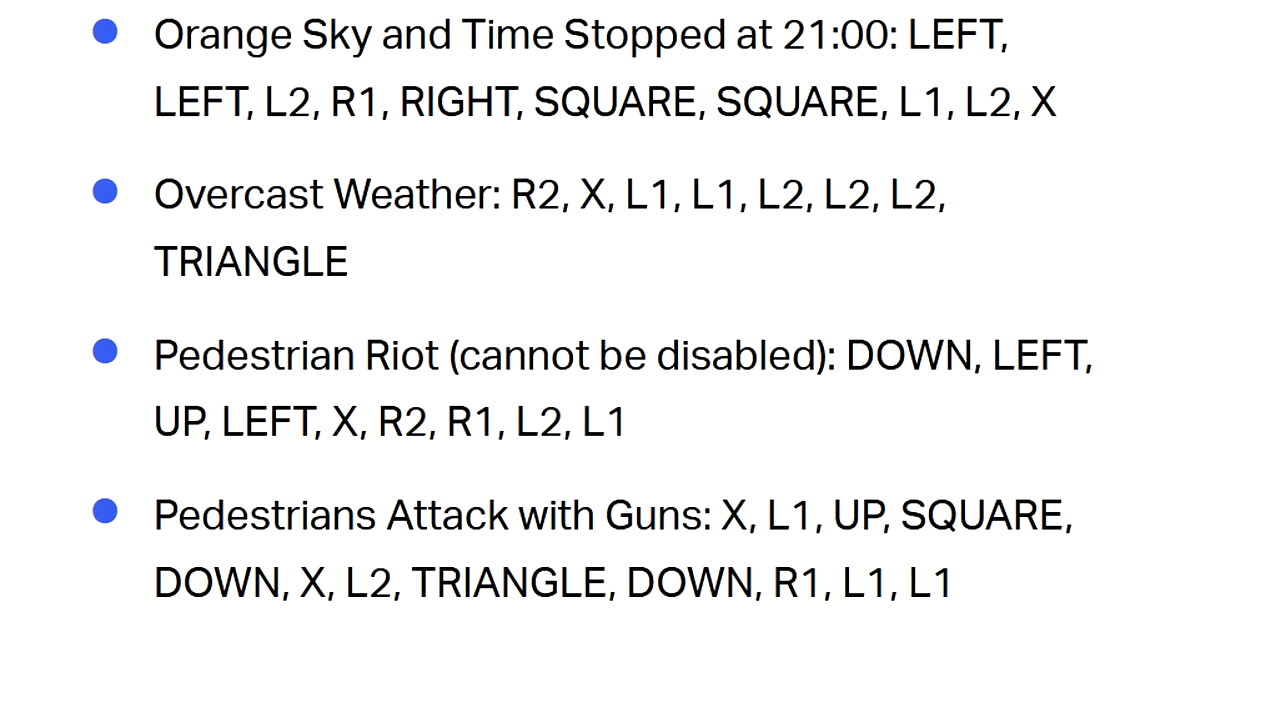 Orange Sky and Time Stopped at 21:00: LEFT,
LEFT, L2, R1, RIGHT, SQUARE, SQUARE, L1, L2, X
Overcast Weather: R2, X, L1, L1, L2, L2, L2,
TRIANGLE
Pedestrian Riot (cannot be disabled): DOWN, LEFT,
UP, LEFT, X, R2, R1, L2, L1
Pedestrians Attack with Guns: X, L1, UP, SQUARE,
DOWN, X, L2, TRIANGLE, DOWN, R1, L1, L1